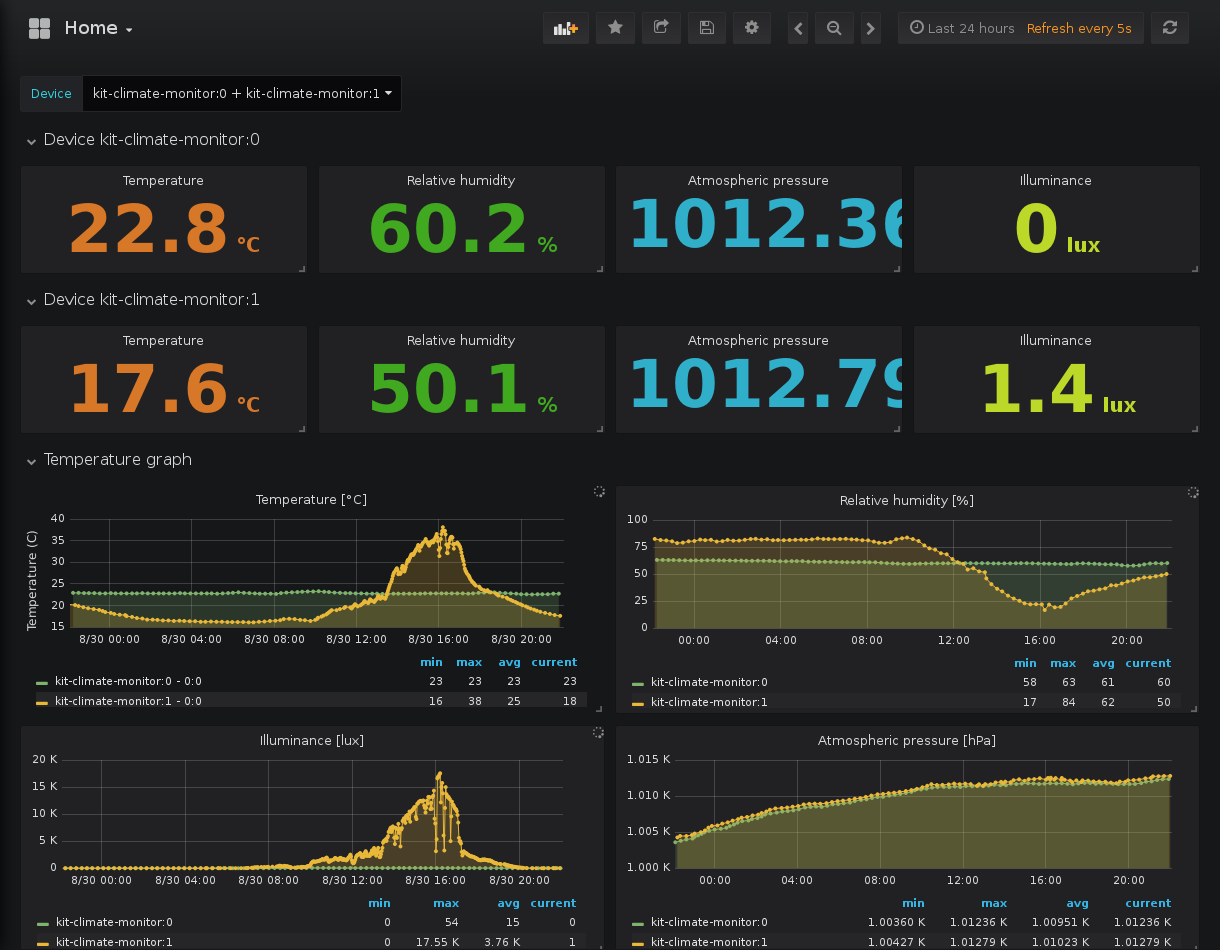 Home
Last 24 hours Refresh every 5s
Device kit-climate-monitor:0 + kit-climate-monitor:1
Device kit-climate-monitor:0
Temperature Relative humidity Atmospheric pressure Illuminance
22.8 °C 60.2 % 1012.36 0 lux
Device kit-climate-monitor:1
Temperature Relative humidity Atmospheric pressure Illuminance
17.6 °C 50.1 % 1012.79 1.4 lux
Temperature graph
Temperature [°C]
Temperature (C)
40
35
30
25
20
15
8/30 00:00 8/30 04:00 8/30 08:00 8/30 12:00 8/30 16:00 8/30 20:00
min max avg current
kit-climate-monitor:0 - 0:0 23 23 23 23
kit-climate-monitor:1 - 0:0 16 38 25 18
Relative humidity [%]
100
75
50
25
0
00:00 04:00 08:00 12:00 16:00 20:00
min max avg current
kit-climate-monitor:0 58 63 61 60
kit-climate-monitor:1 17 84 62 50
Illuminance [lux]
20 K
15 K
10 K
5 K
0
8/30 00:00 8/30 04:00 8/30 08:00 8/30 12:00 8/30 16:00 8/30 20:00
min max avg current
kit-climate-monitor:0 0 54 15 0
kit-climate-monitor:1 0 17.55 K 3.76 K 1
Atmospheric pressure [hPa]
1.015 K
1.010 K
1.005 K
1.000 K
00:00 04:00 08:00 12:00 16:00 20:00
min max avg current
kit-climate-monitor:0 1.00360 K 1.01236 K 1.00951 K 1.01236 K
kit-climate-monitor:1 1.00427 K 1.01279 K 1.01023 K 1.01279 K